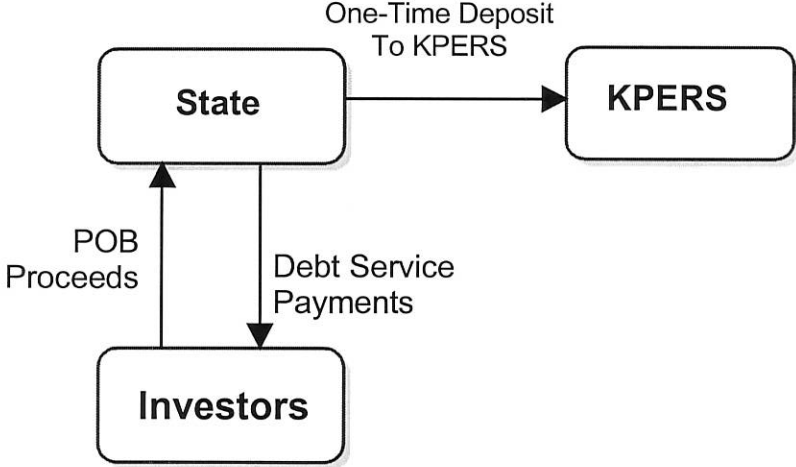 One-Time Deposit
To KPERS
State
KPERS
POB
Proceeds
Debt Service
Payments
Investors